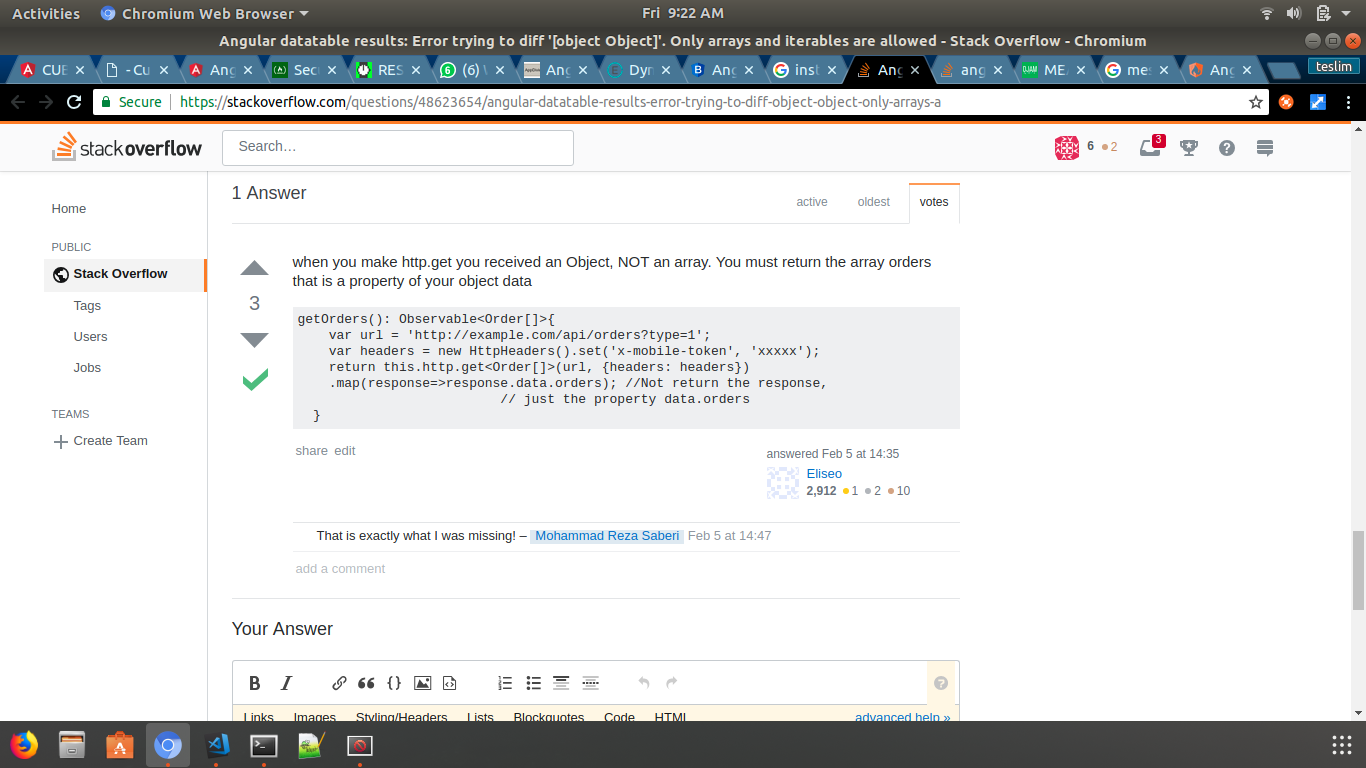 Activities
Chromium Web Browser
Fri 9:22 AM
Angular datatable results: Error trying to diff '[object Object]'. Only arrays and iterables are allowed - Stack Overflow - Chromium
CUE
- Cu
Ang
Sec
RES
(6)
Ang
Dyn
Ang
inst
Ang
ang
MEA
me
Ang
teslim
Secure
https://stackoverflow.com/questions/48623654/angular-datatable-results-error-trying-to-diff-object-object-only-arrays-a
stackoverflow
Search…
6
2
3
1 Answer
active
oldest
votes
Home
PUBLIC
Stack Overflow
Tags
Users
Jobs
TEAMS
Create Team
3
when you make http.get you received an Object, NOT an array. You must return the array orders
that is a property of your object data
getOrders(): Observable<Order[]>{
var url = 'http://example.com/api/orders?type=1';
var headers = new HttpHeaders().set('x-mobile-token', 'xxxxx');
return this.http.get<Order[]>(url, {headers: headers})
.map(response=>response.data.orders); //Not return the response,
// just the property data.orders
}
share edit
answered Feb 5 at 14:35
Eliseo
2,912 1 2 10
That is exactly what I was missing! – Mohammad Reza Saberi Feb 5 at 14:47
add a comment
Your Answer
B I
Links Images Styling/Headers Lists Blockquotes Code HTML advanced help »